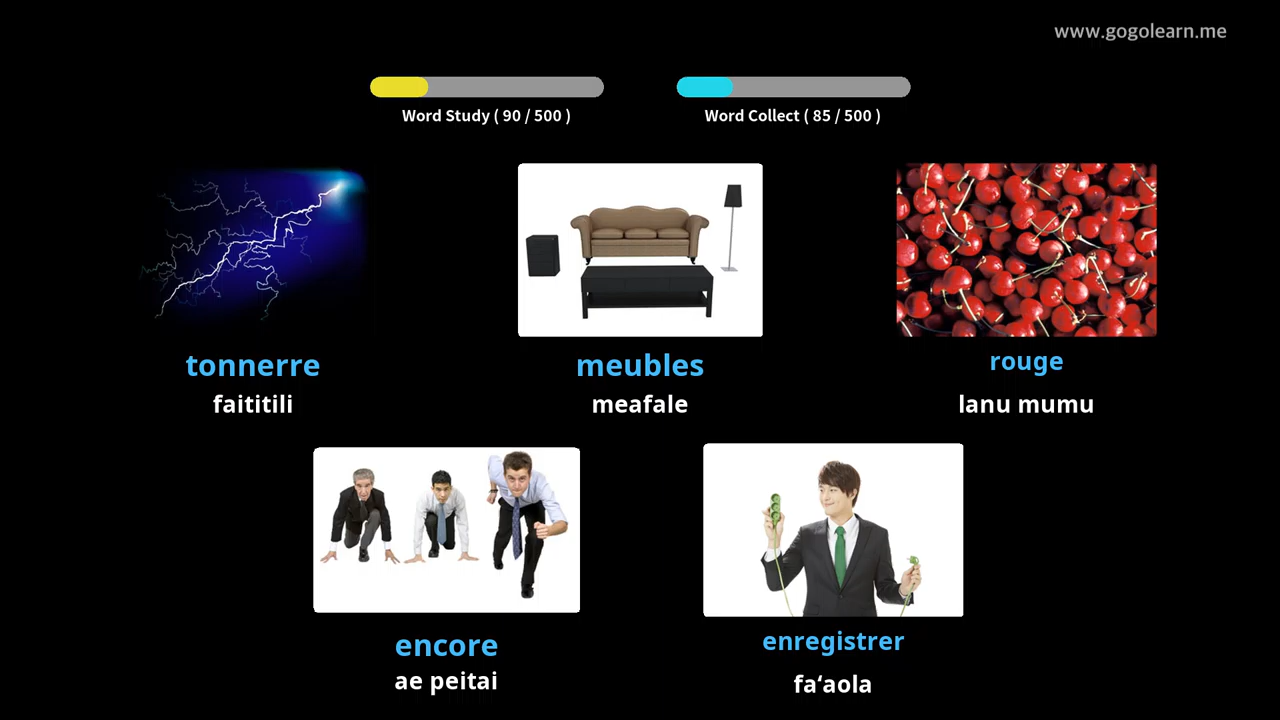 www.gogolearn.me
Word Study ( 90 / 500 )
Word Collect ( 85 / 500 )
tonnerre
faititili
meubles
meafale
rouge
lanu mumu
encore
ae peitai
enregistrer
fa‘aola